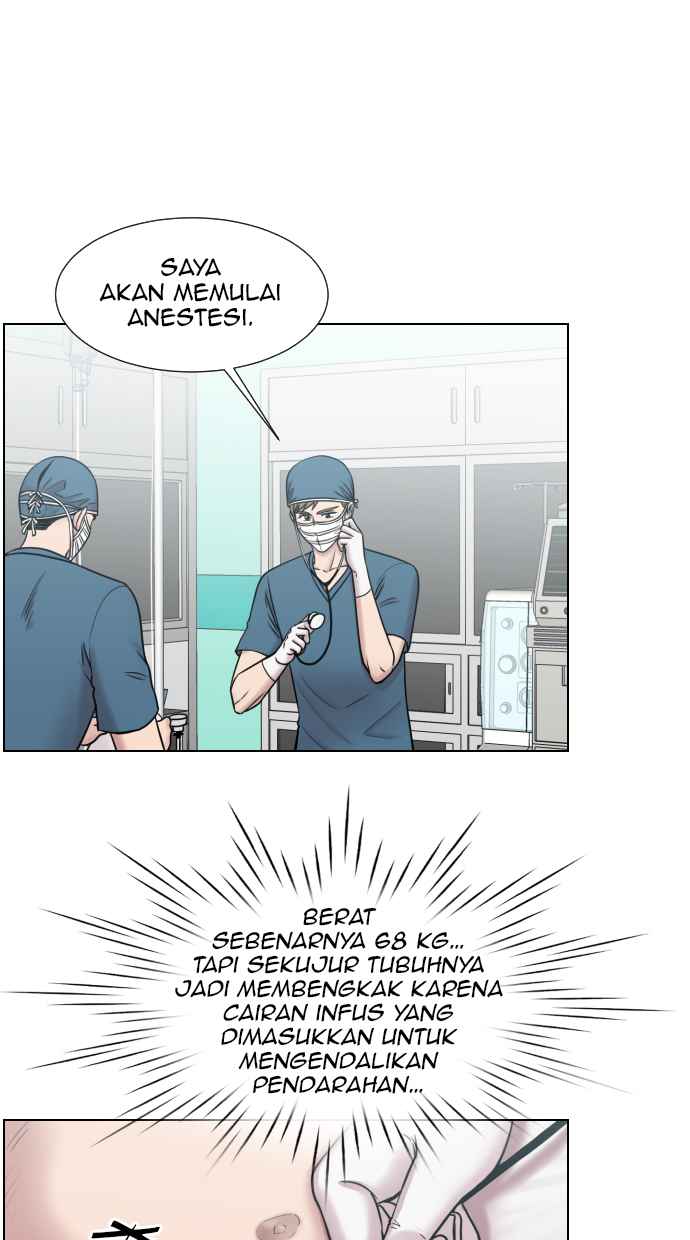 SAYA
AKAN MEMULAI
ANESTESI.
BERAT
SEBENARNYA 68 KG...
TAPI SEKUJUR TUBUHNYA
JADI MEMBENGKAK KARENA
CAIRAN INFUS YANG
DIMASUKKAN UNTUK
MENGENDALIKAN
PENDARAHAN...